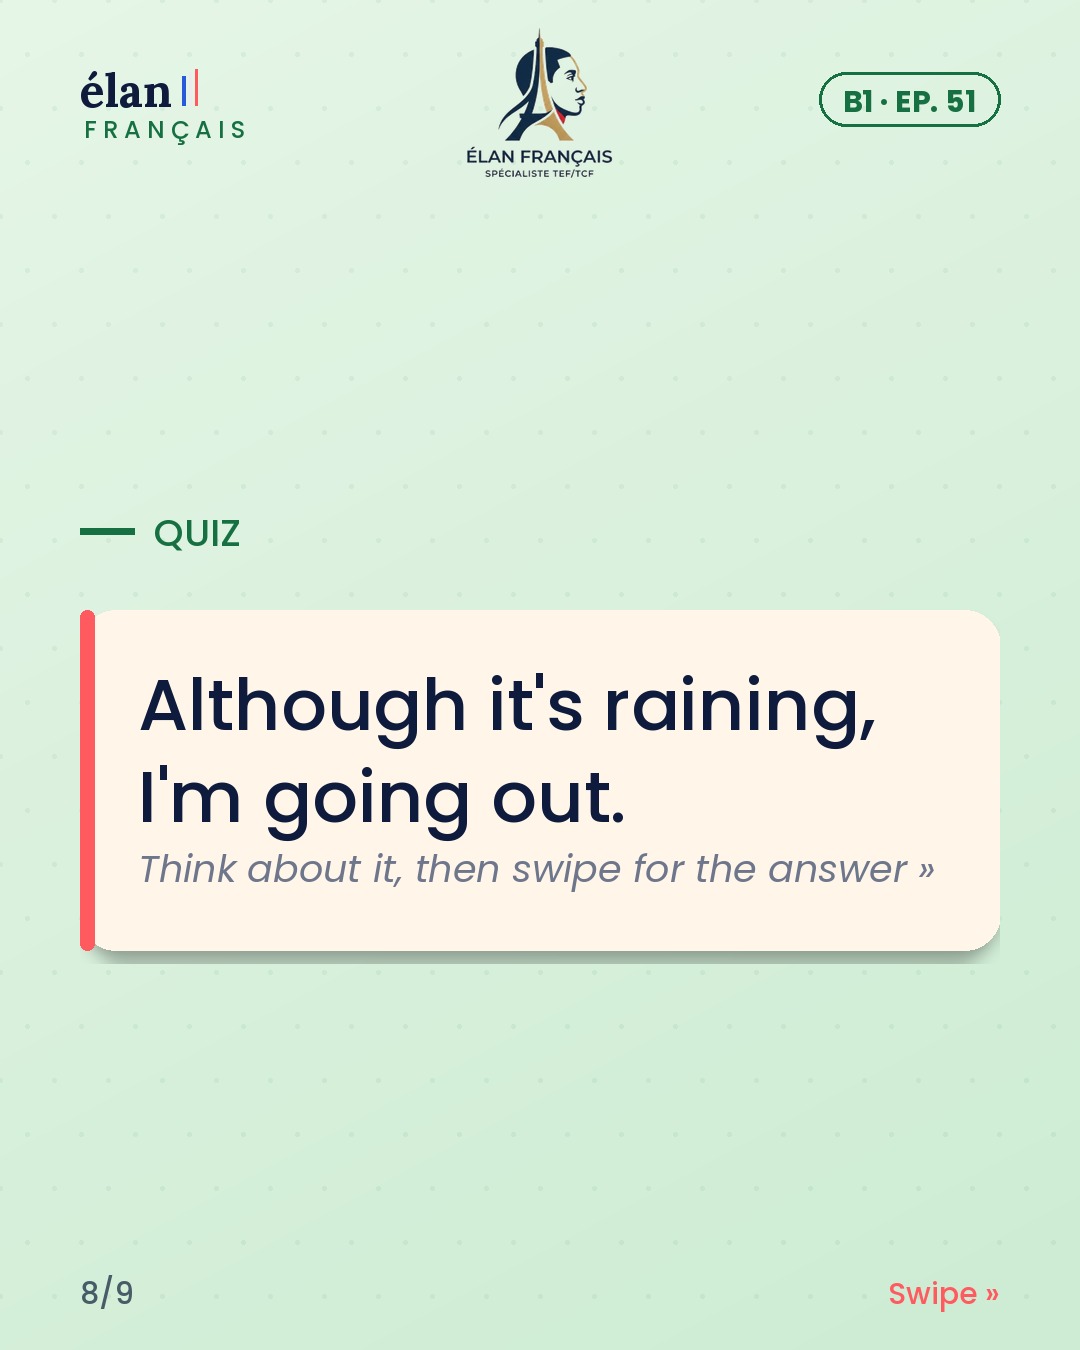 élan
FRANÇAIS
ÉLAN FRANÇAIS
SPÉCIALISTE TEF/TCF
B1 · EP. 51
QUIZ
Although it's raining,
I'm going out.
Think about it, then swipe for the answer »
8/9
Swipe »